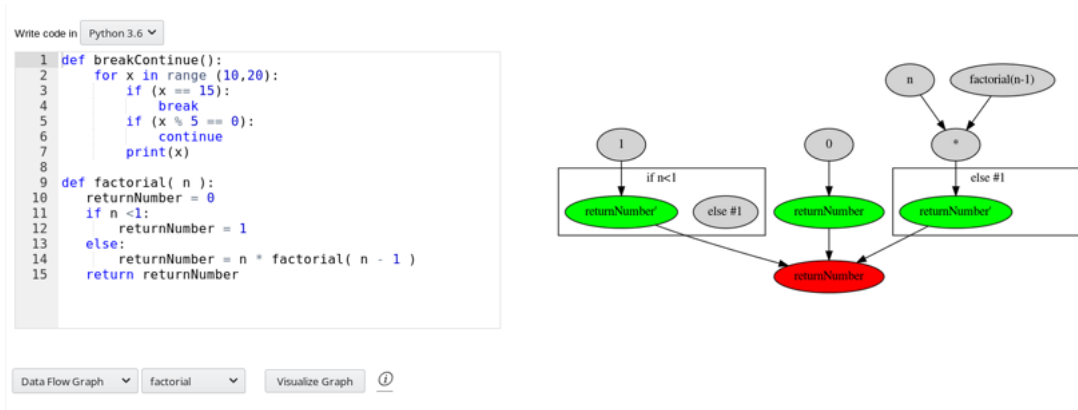 Write code in Python 3.6
1 def breakContinue():
2 for x in range (10,20):
3 if (x == 15):
4 break
5 if (x % 5 == 0):
6 continue
7 print(x)
8
9 def factorial( n ):
10 returnNumber = 0
11 if n <1:
12 returnNumber = 1
13 else:
14 returnNumber = n * factorial( n - 1 )
15 return returnNumber
Data Flow Graph factorial Visualize Graph i
n factorial(n-1)
1 0 *
if n<1 else #1
returnNumber' else #1 returnNumber returnNumber'
returnNumber